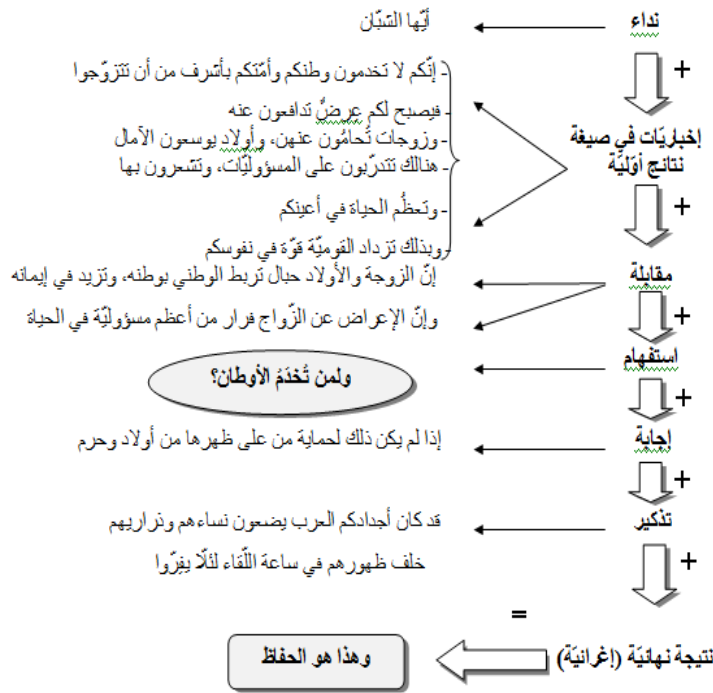 نداء
أيّها الشبّان
+
إخباريّات في صيغة
نتائج أوّليّة
- إنّكم لا تخدمون وطنكم وأمّتكم بأشرف من أن تتزوّجوا
- فيصبح لكم عِرضٌ تدافعون عنه
- وزوجات تُحامُون عنهن، وأولاد يوسعون الآمال
- هنالك تتدرّبون على المسؤوليّات، وتشعرون بها
- وتعظُم الحياة في أعينكم
- وبذلك تزداد القوميّة قوّة في نفوسكم
+
مقابلة
إنّ الزوجة والأولاد حبال تربط الوطني بوطنه، وتزيد في إيمانه
وإنّ الإعراض عن الزّواج فرار من أعظم مسؤوليّة في الحياة
+
استفهام
ولمن تُخدَمُ الأوطان؟
+
إجابة
إذا لم يكن ذلك لحماية من على ظهرها من أولاد وحرم
+
تذكير
قد كان أجدادكم العرب يضعون نساءهم وذراريهم
خلف ظهورهم في ساعة اللّقاء لئلّا يفِرّوا
+
=
نتيجة نهائيّة (إغرائيّة)
وهذا هو الحفاظ